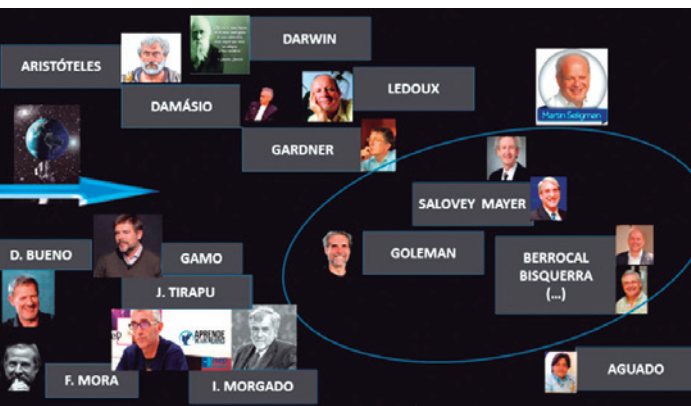 DARWIN
ARISTÓTELES
LEDOUX
DAMÁSIO
Martin Seligman
GARDNER
SALOVEY MAYER
D. BUENO
GAMO
GOLEMAN
BERROCAL
BISQUERRA
(...)
J. TIRAPU
APRENDE
F. MORA
I. MORGADO
AGUADO